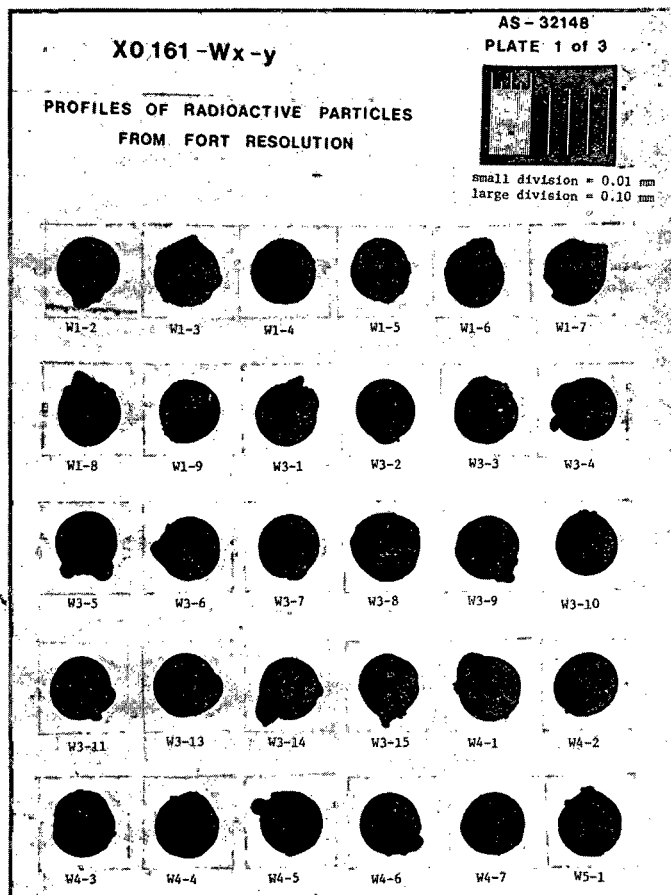 AS-32148
X0161-Wx-y
PLATE 1 of 3
PROFILES OF RADIOACTIVE PARTICLES
FROM FORT RESOLUTION
small division = 0.01 mm
large division = 0.10 mm
W1-2 W1-3 W1-4 W1-5 W1-6 W1-7
W1-8 W1-9 W3-1 W3-2 W3-3 W3-4
W3-5 W3-6 W3-7 W3-8 W3-9 W3-10
W3-11 W3-13 W3-14 W3-15 W4-1 W4-2
W4-3 W4-4 W4-5 W4-6 W4-7 W5-1